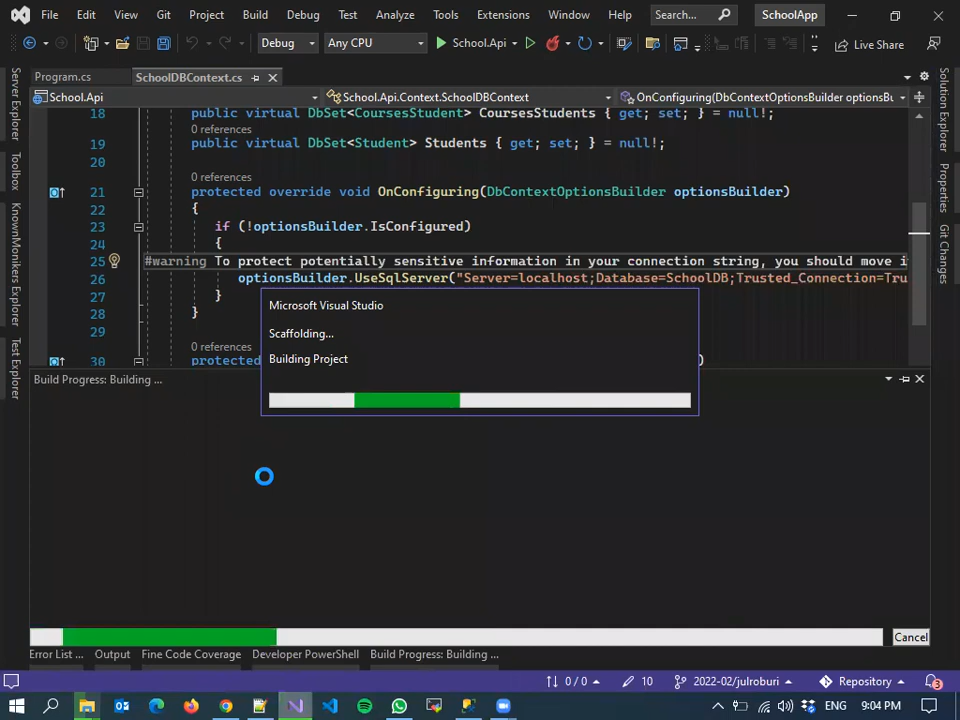 File Edit View Git Project Build Debug Test Analyze Tools Extensions Window Help Search... SchoolApp
Debug Any CPU School.Api Live Share
Program.cs SchoolDBContext.cs
School.Api School.Api.Context.SchoolDBContext OnConfiguring(DbContextOptionsBuilder optionsBu
Server Explorer
Toolbox
KnownMonikers Explorer
Test Explorer
18 public virtual DbSet<CoursesStudent> CoursesStudents { get; set; } = null!;
0 references
19 public virtual DbSet<Student> Students { get; set; } = null!;
20
0 references
21 protected override void OnConfiguring(DbContextOptionsBuilder optionsBuilder)
22 {
23 if (!optionsBuilder.IsConfigured)
24 {
25 #warning To protect potentially sensitive information in your connection string, you should move i
26 optionsBuilder.UseSqlServer("Server=localhost;Database=SchoolDB;Trusted_Connection=Tru
27 }
28 }
29
0 references
30 protected )
Solution Explorer
Properties
Git Changes
Microsoft Visual Studio
Scaffolding...
Building Project
Build Progress: Building ...
Cancel
Error List ... Output Fine Code Coverage Developer PowerShell Build Progress: Building ...
0 / 0 10 2022-02/julroburi Repository 3
ENG 9:04 PM